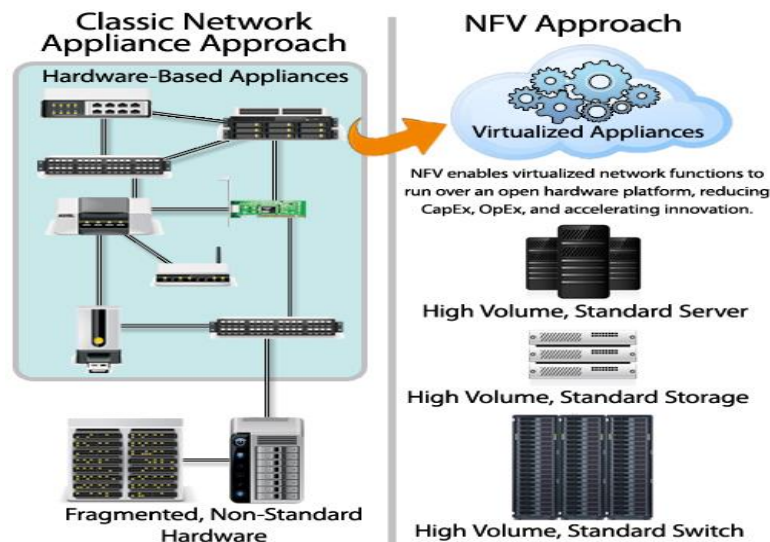 Classic Network
Appliance Approach
Hardware-Based Appliances
Fragmented, Non-Standard
Hardware
NFV Approach
Virtualized Appliances
NFV enables virtualized network functions to
run over an open hardware platform, reducing
CapEx, OpEx, and accelerating innovation.
High Volume, Standard Server
High Volume, Standard Storage
High Volume, Standard Switch